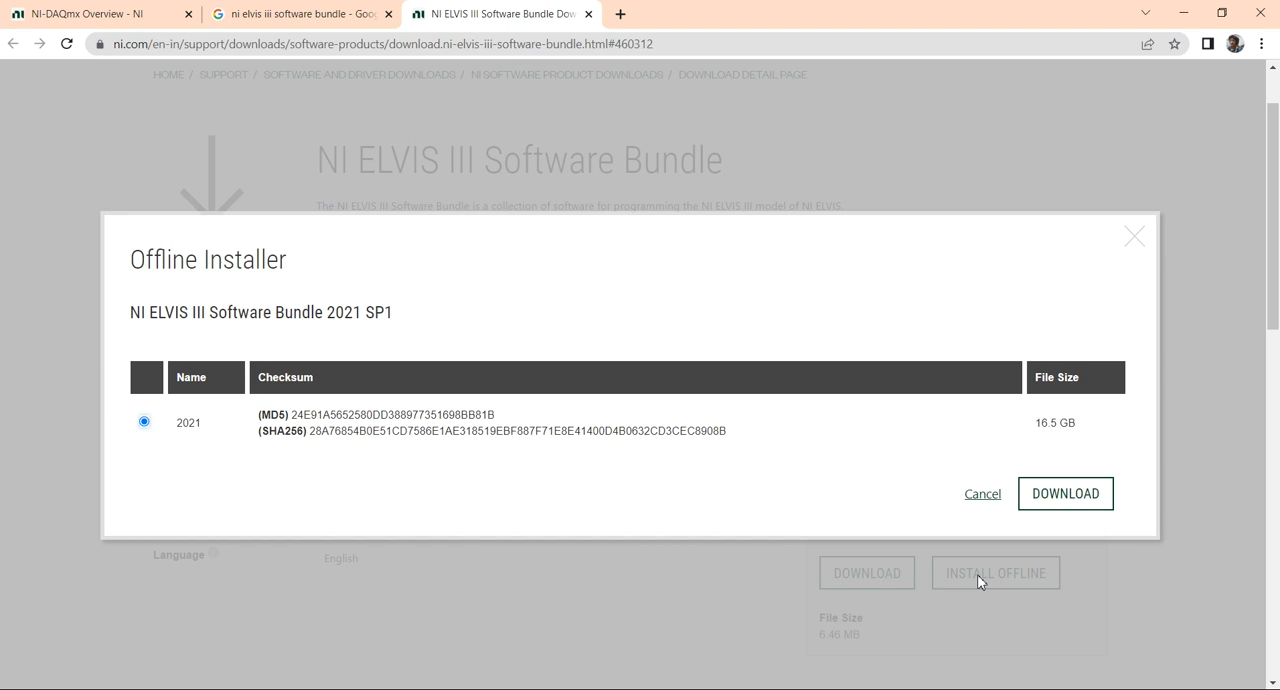 NI-DAQmx Overview - NI
ni elvis iii software bundle - Goog
NI ELVIS III Software Bundle Dow
ni.com/en-in/support/downloads/software-products/download.ni-elvis-iii-software-bundle.html#460312
HOME / SUPPORT / SOFTWARE AND DRIVER DOWNLOADS / NI SOFTWARE PRODUCT DOWNLOADS / DOWNLOAD DETAIL PAGE
NI ELVIS III Software Bundle
The NI ELVIS III Software Bundle is a collection of software for programming the NI ELVIS III model of NI ELVIS.
Offline Installer
NI ELVIS III Software Bundle 2021 SP1
Name Checksum File Size
(MD5) 24E91A5652580DD388977351698BB81B
2021 16.5 GB
(SHA256) 28A76854B0E51CD7586E1AE318519EBF887F71E8E41400D4B0632CD3CEC8908B
Cancel DOWNLOAD
Language English
DOWNLOAD INSTALL OFFLINE
File Size
6.46 MB